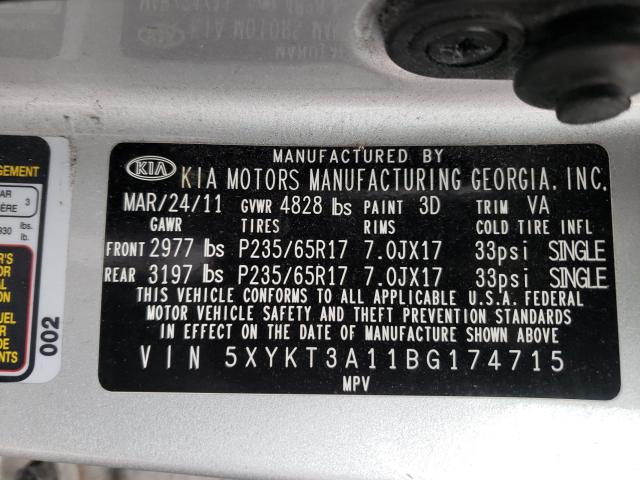 KIA
MANUFACTURED BY
KIA MOTORS MANUFACTURING GEORGIA, INC.
MAR/24/11 GVWR 4828 lbs PAINT 3D TRIM VA
GAWR TIRES RIMS COLD TIRE INFL
FRONT 2977 lbs P235/65R17 7.0JX17 33psi SINGLE
REAR 3197 lbs P235/65R17 7.0JX17 33psi SINGLE
THIS VEHICLE CONFORMS TO ALL APPLICABLE U.S.A. FEDERAL
MOTOR VEHICLE SAFETY AND THEFT PREVENTION STANDARDS
IN EFFECT ON THE DATE OF MANUFACTURE SHOWN ABOVE
VIN 5XYKT3A11BG174715
MPV
002
3
lbs.
lb.